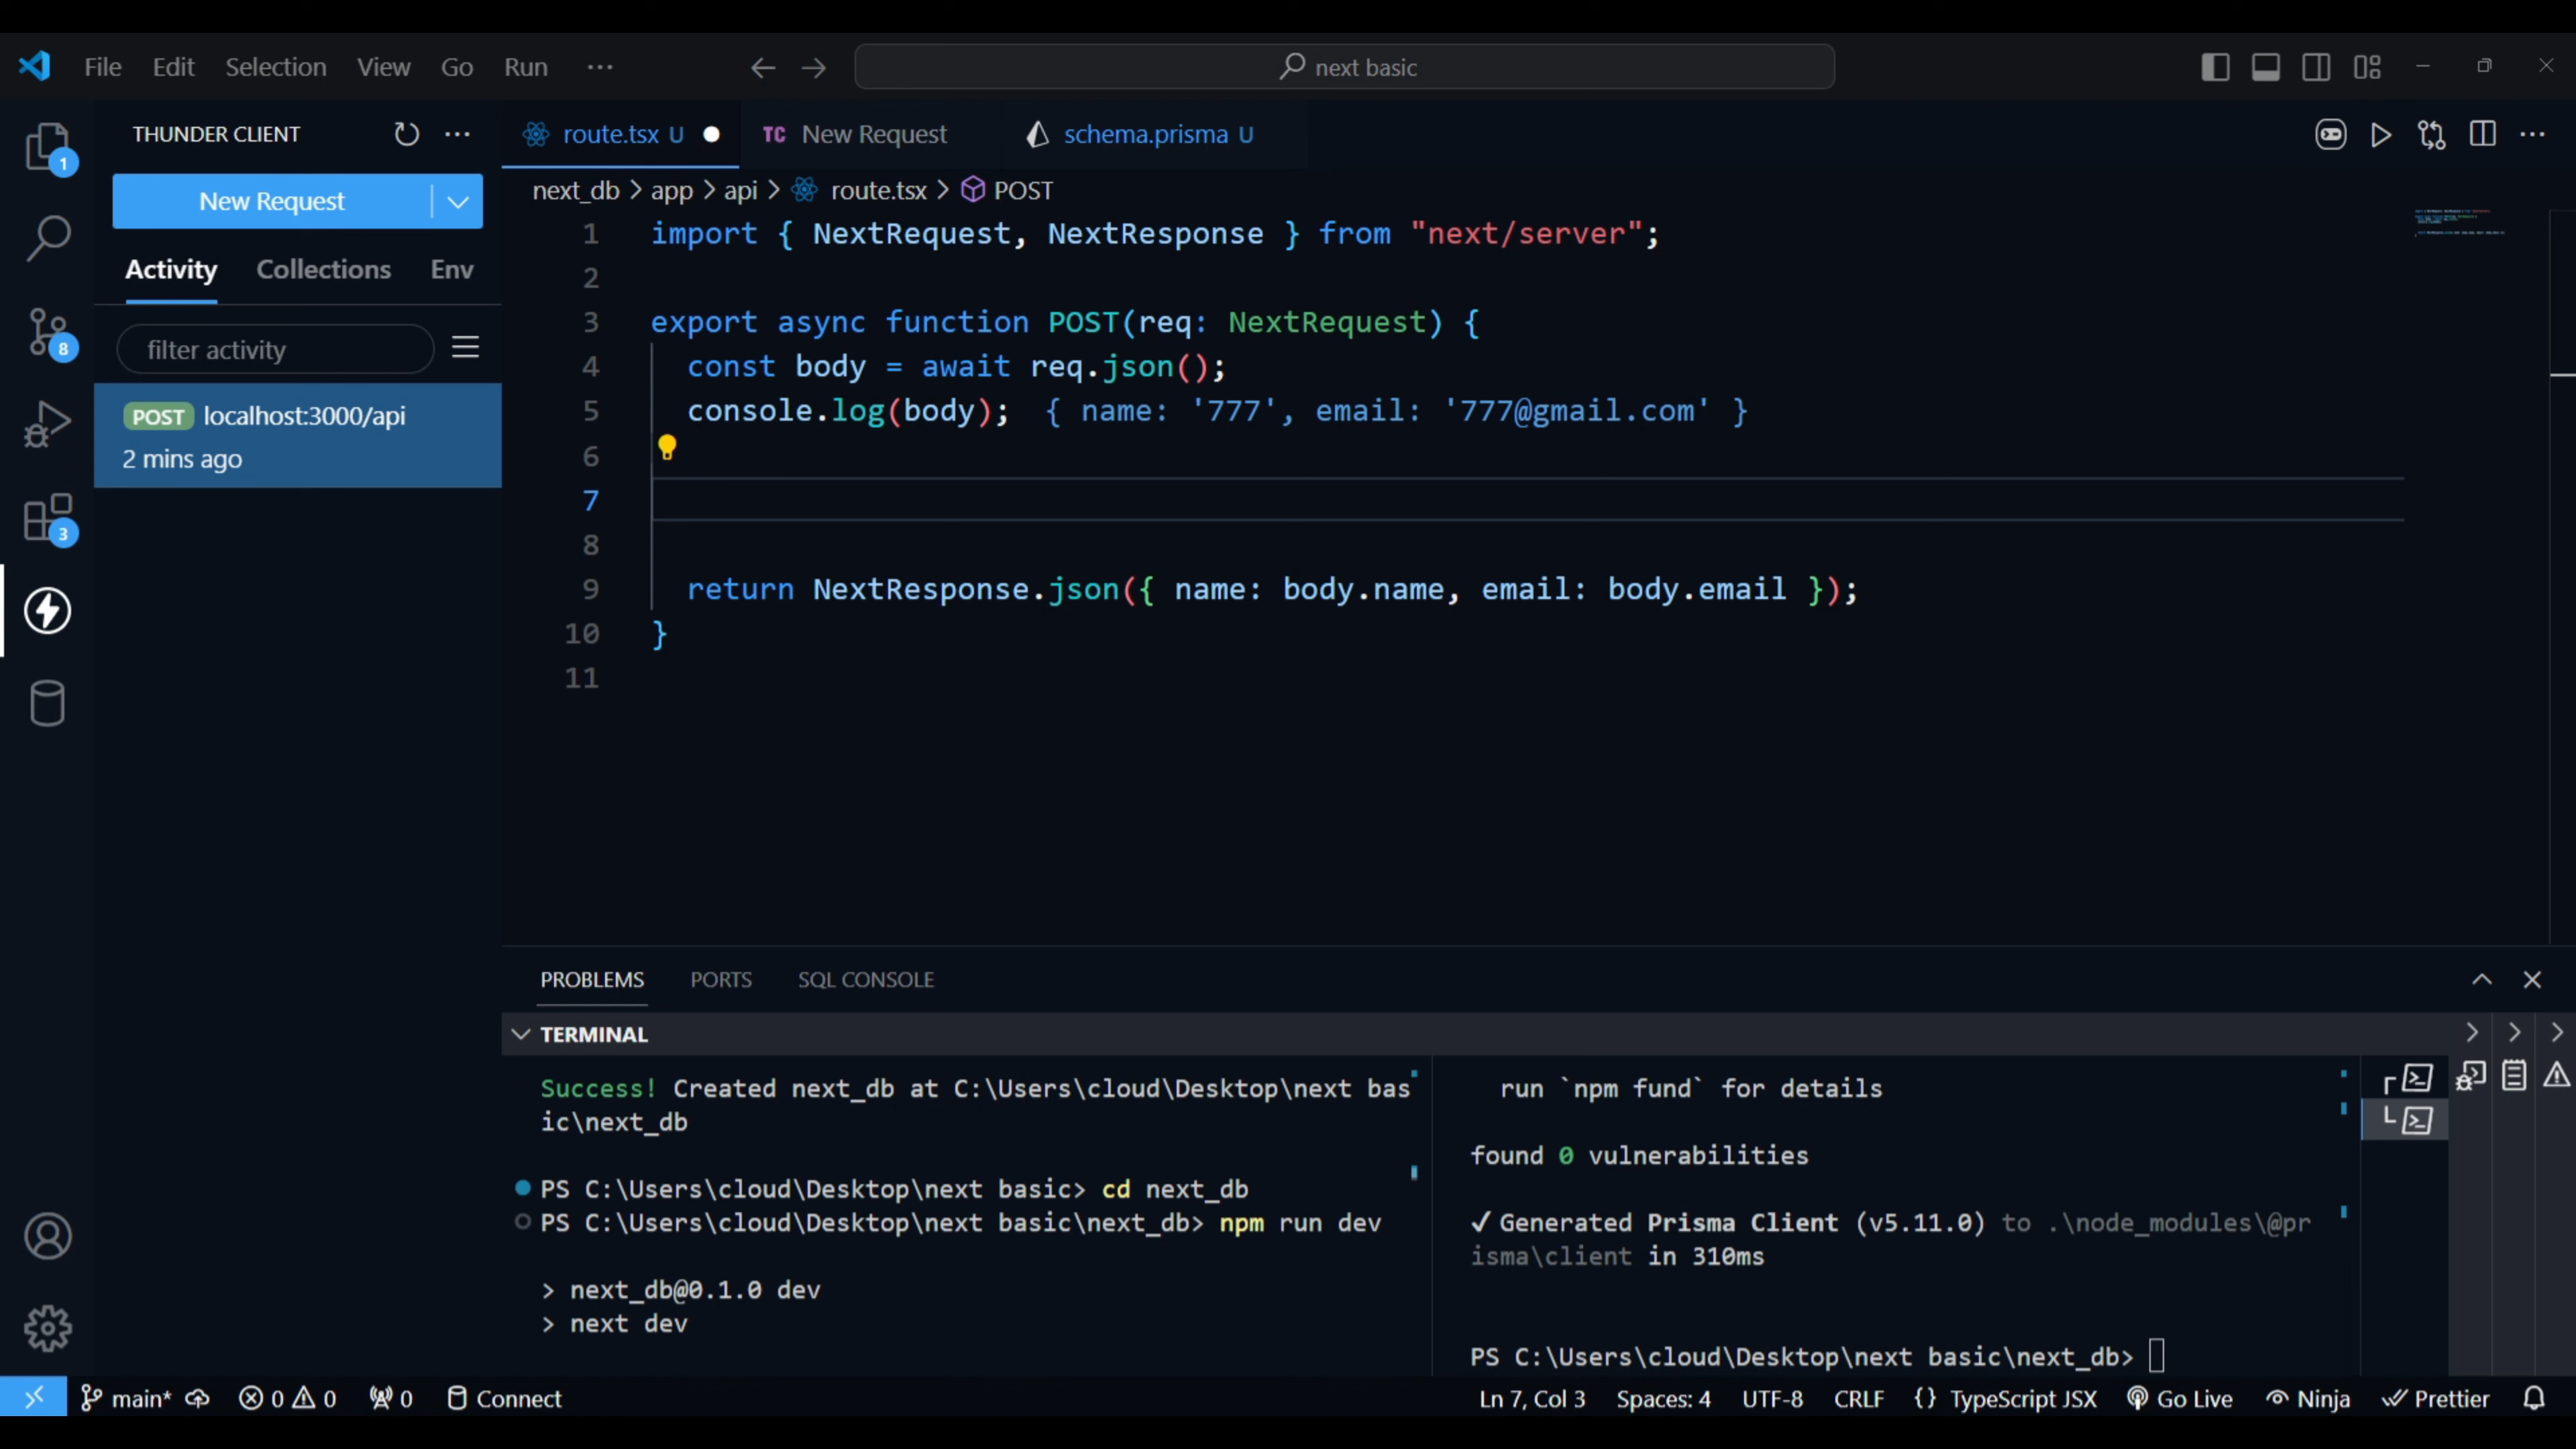 File Edit Selection View Go Run ···
next basic
THUNDER CLIENT
New Request
Activity Collections Env
filter activity
POST localhost:3000/api
2 mins ago
1
8
3
route.tsx U
TC New Request
schema.prisma U
next_db > app > api > route.tsx > POST
1 import { NextRequest, NextResponse } from "next/server";
2
3 export async function POST(req: NextRequest) {
4 const body = await req.json();
5 console.log(body); { name: '777', email: '777@gmail.com' }
6
7
8
9 return NextResponse.json({ name: body.name, email: body.email });
10 }
11
PROBLEMS PORTS SQL CONSOLE
TERMINAL
Success! Created next_db at C:\Users\cloud\Desktop\next bas
ic\next_db
PS C:\Users\cloud\Desktop\next basic> cd next_db
PS C:\Users\cloud\Desktop\next basic\next_db> npm run dev
> next_db@0.1.0 dev
> next dev
run `npm fund` for details
found 0 vulnerabilities
✓ Generated Prisma Client (v5.11.0) to .\node_modules\@pr
isma\client in 310ms
PS C:\Users\cloud\Desktop\next basic\next_db>
main* 0 0 0 Connect
Ln 7, Col 3 Spaces: 4 UTF-8 CRLF {} TypeScript JSX Go Live Ninja Prettier